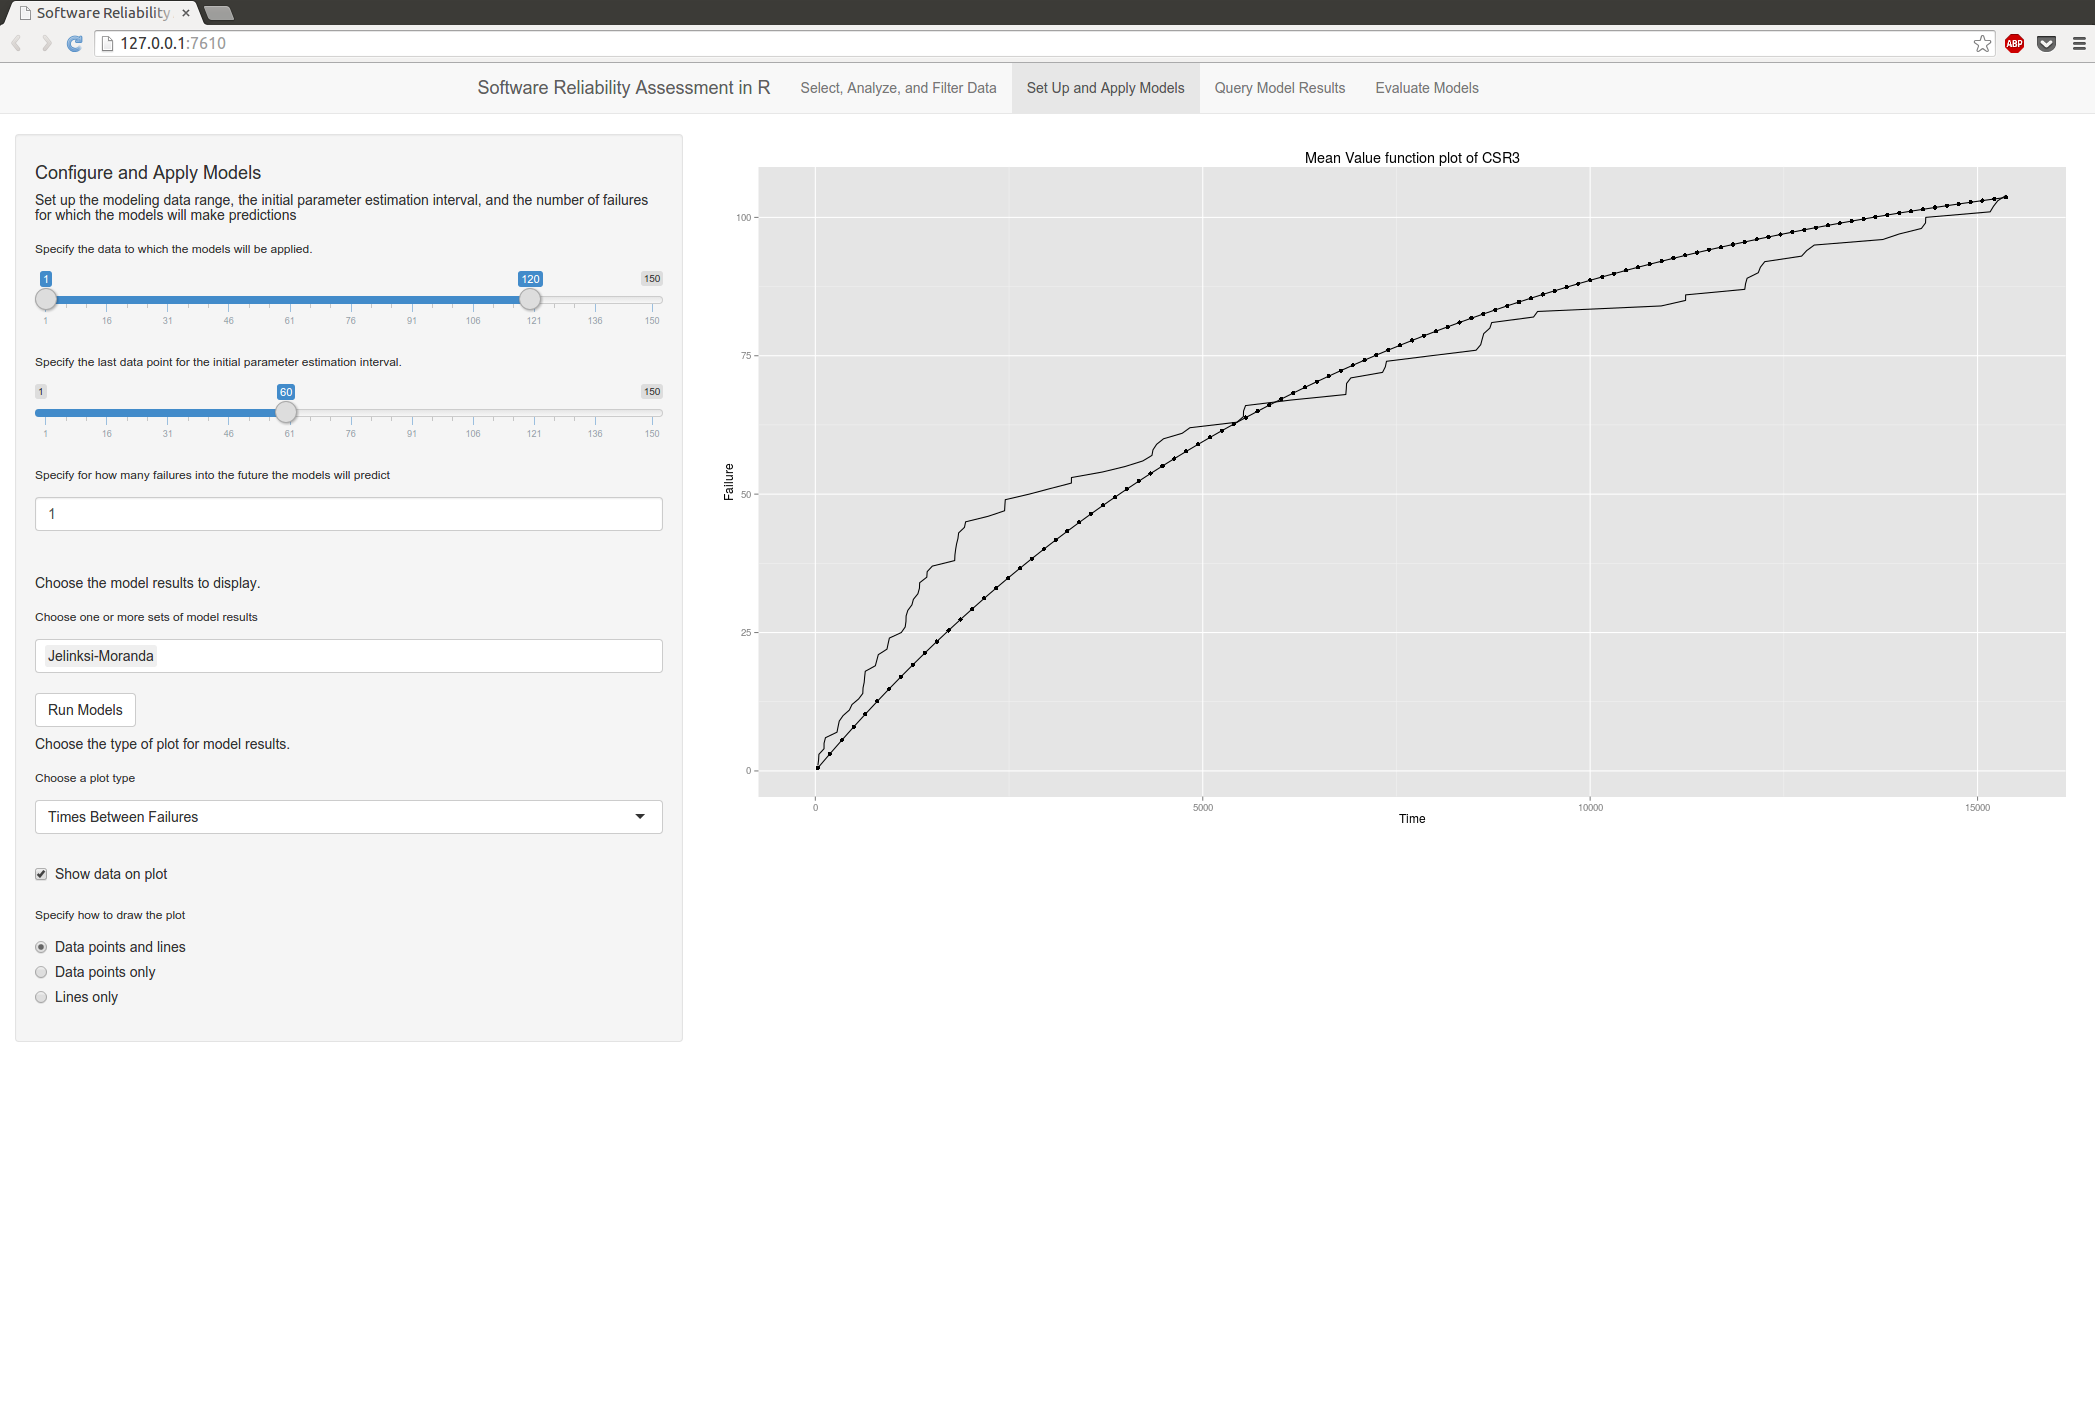 Software Reliability
127.0.0.1:7610
ABP
Software Reliability Assessment in R
Select, Analyze, and Filter Data
Set Up and Apply Models
Query Model Results
Evaluate Models
Configure and Apply Models
Set up the modeling data range, the initial parameter estimation interval, and the number of failures
for which the models will make predictions
Specify the data to which the models will be applied.
1 120 150
1 16 31 46 61 76 91 106 121 136 150
Specify the last data point for the initial parameter estimation interval.
1 60 150
1 16 31 46 61 76 91 106 121 136 150
Specify for how many failures into the future the models will predict
1
Choose the model results to display.
Choose one or more sets of model results
Jelinksi-Moranda
Run Models
Choose the type of plot for model results.
Choose a plot type
Times Between Failures
Show data on plot
Specify how to draw the plot
Data points and lines
Data points only
Lines only
Mean Value function plot of CSR3
Failure
100
75
50
25
0
0 5000 10000 15000
Time